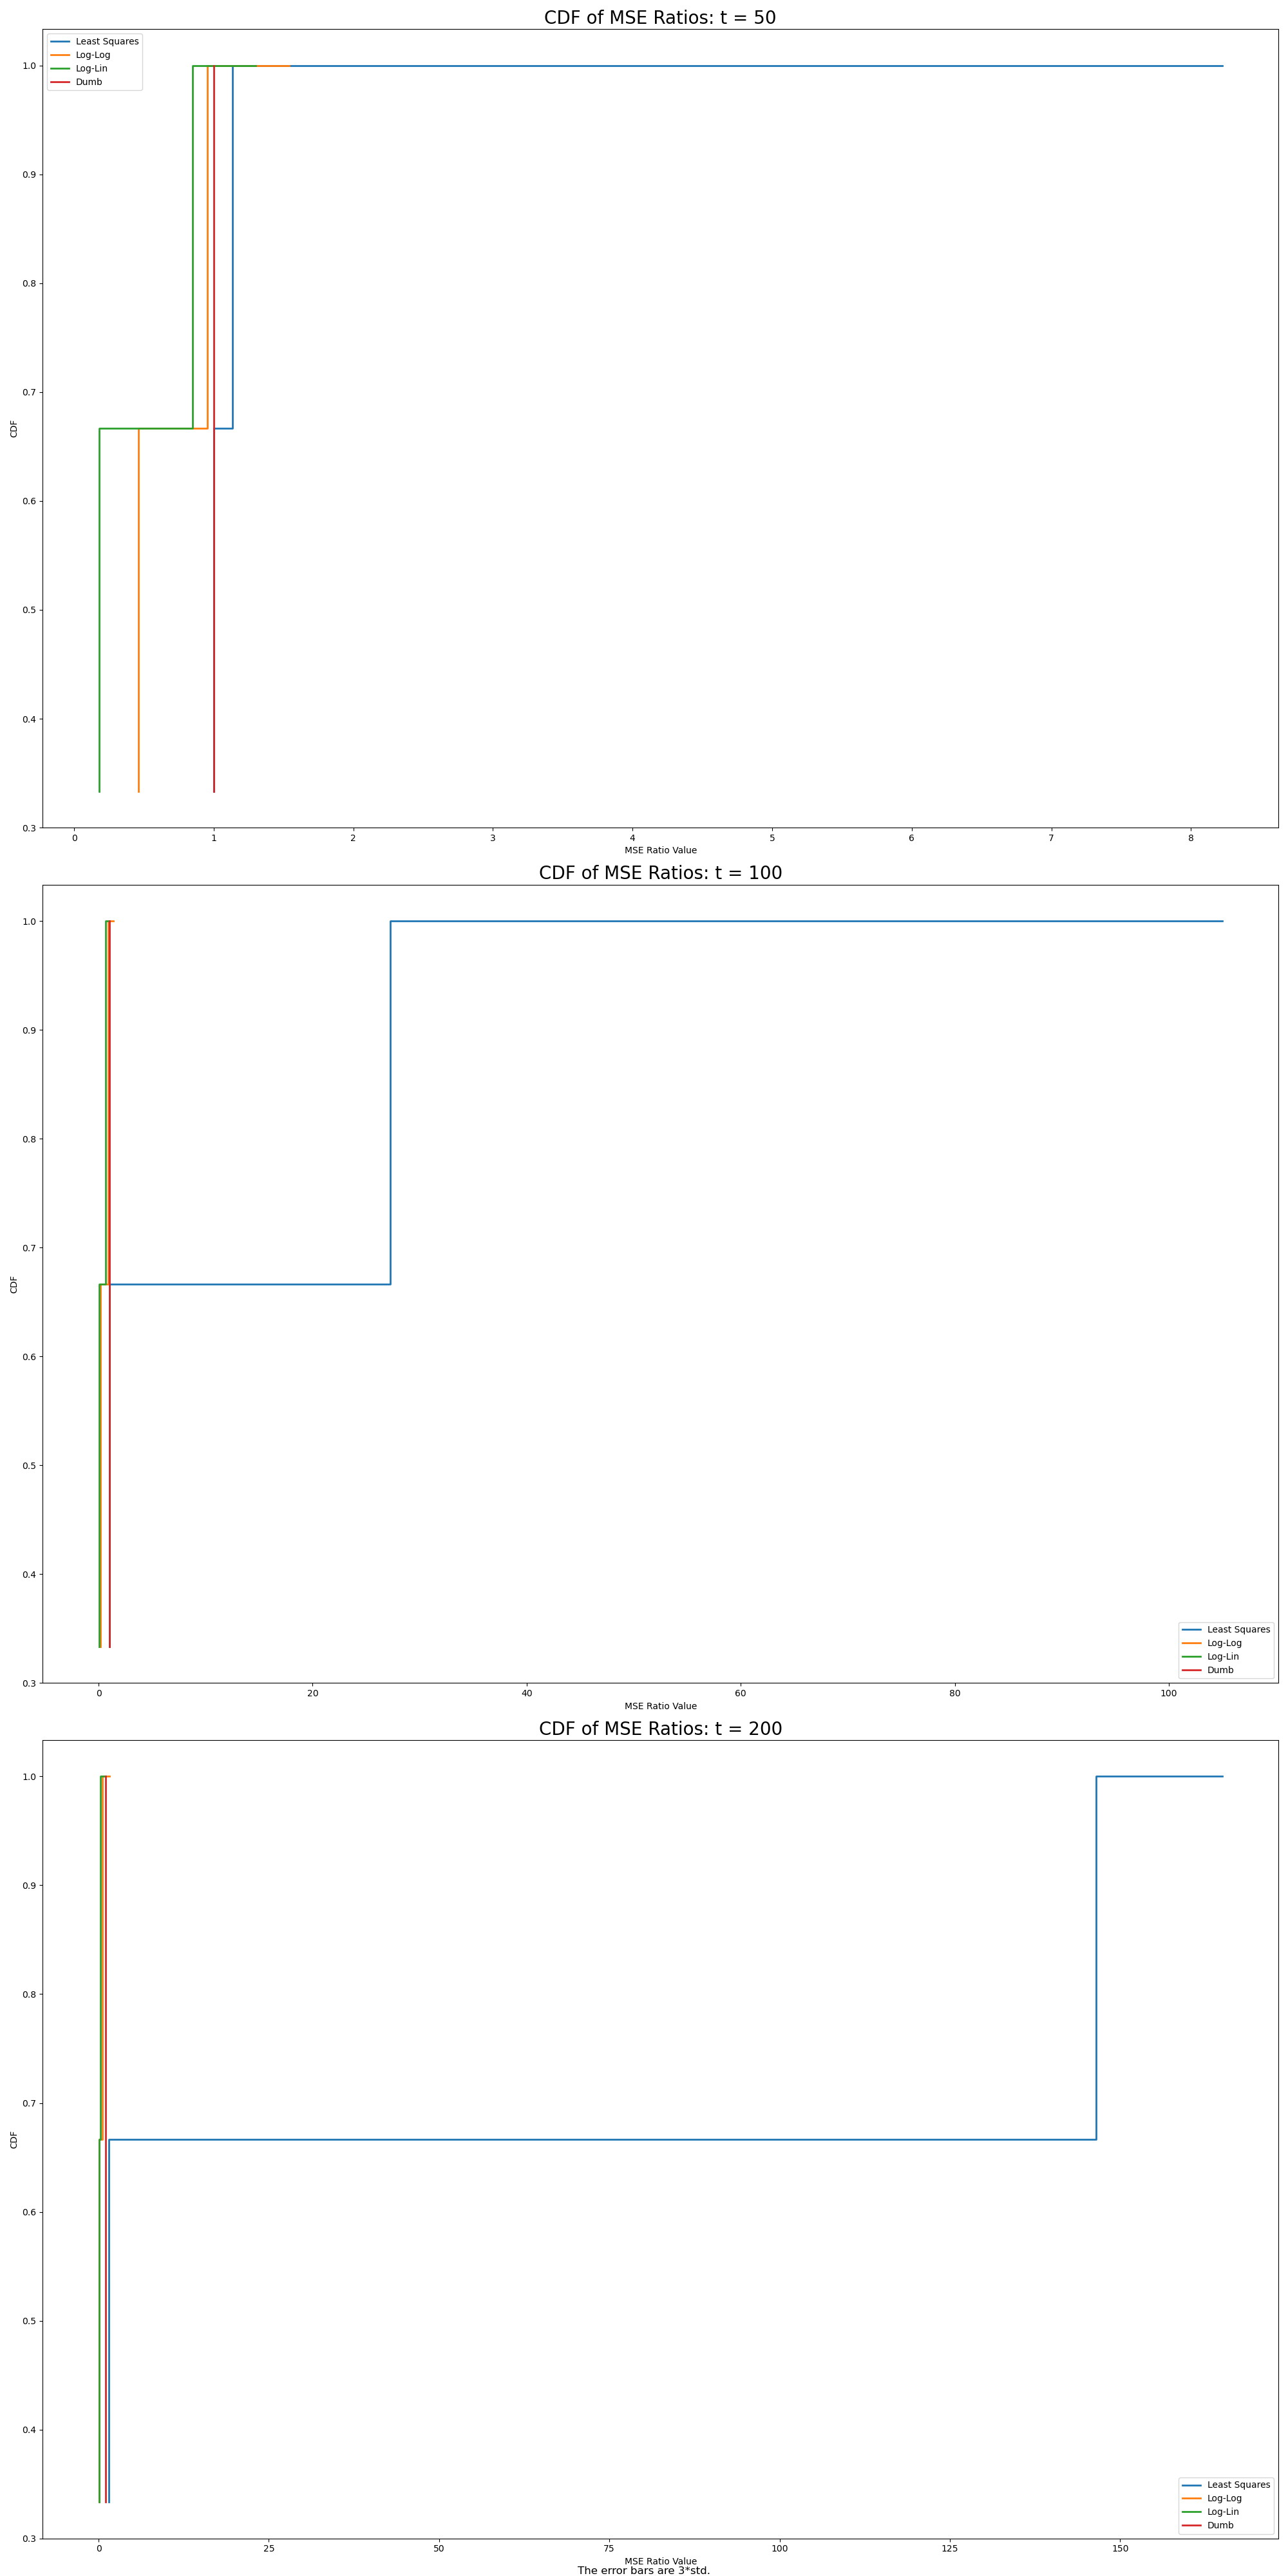 CDF of MSE Ratios: t = 50
Least Squares
Log-Log
Log-Lin
Dumb
1.0
0.9
0.8
0.7
0.6
0.5
0.4
0.3
CDF
0 1 2 3 4 5 6 7 8
MSE Ratio Value
CDF of MSE Ratios: t = 100
1.0
0.9
0.8
0.7
0.6
0.5
0.4
0.3
CDF
Least Squares
Log-Log
Log-Lin
Dumb
0 20 40 60 80 100
MSE Ratio Value
CDF of MSE Ratios: t = 200
1.0
0.9
0.8
0.7
0.6
0.5
0.4
0.3
CDF
Least Squares
Log-Log
Log-Lin
Dumb
0 25 50 75 100 125 150
MSE Ratio Value
The error bars are 3*std.